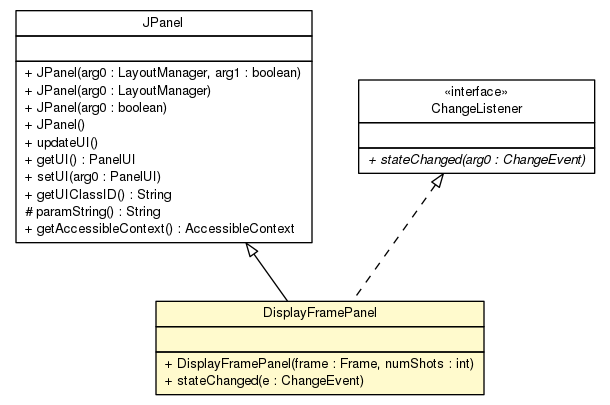 JPanel
+ JPanel(arg0 : LayoutManager, arg1 : boolean)
+ JPanel(arg0 : LayoutManager)
+ JPanel(arg0 : boolean)
+ JPanel()
+ updateUI()
+ getUI() : PanelUI
+ setUI(arg0 : PanelUI)
+ getUIClassID() : String
# paramString() : String
+ getAccessibleContext() : AccessibleContext
«interface»
ChangeListener
+ stateChanged(arg0 : ChangeEvent)
DisplayFramePanel
+ DisplayFramePanel(frame : Frame, numShots : int)
+ stateChanged(e : ChangeEvent)